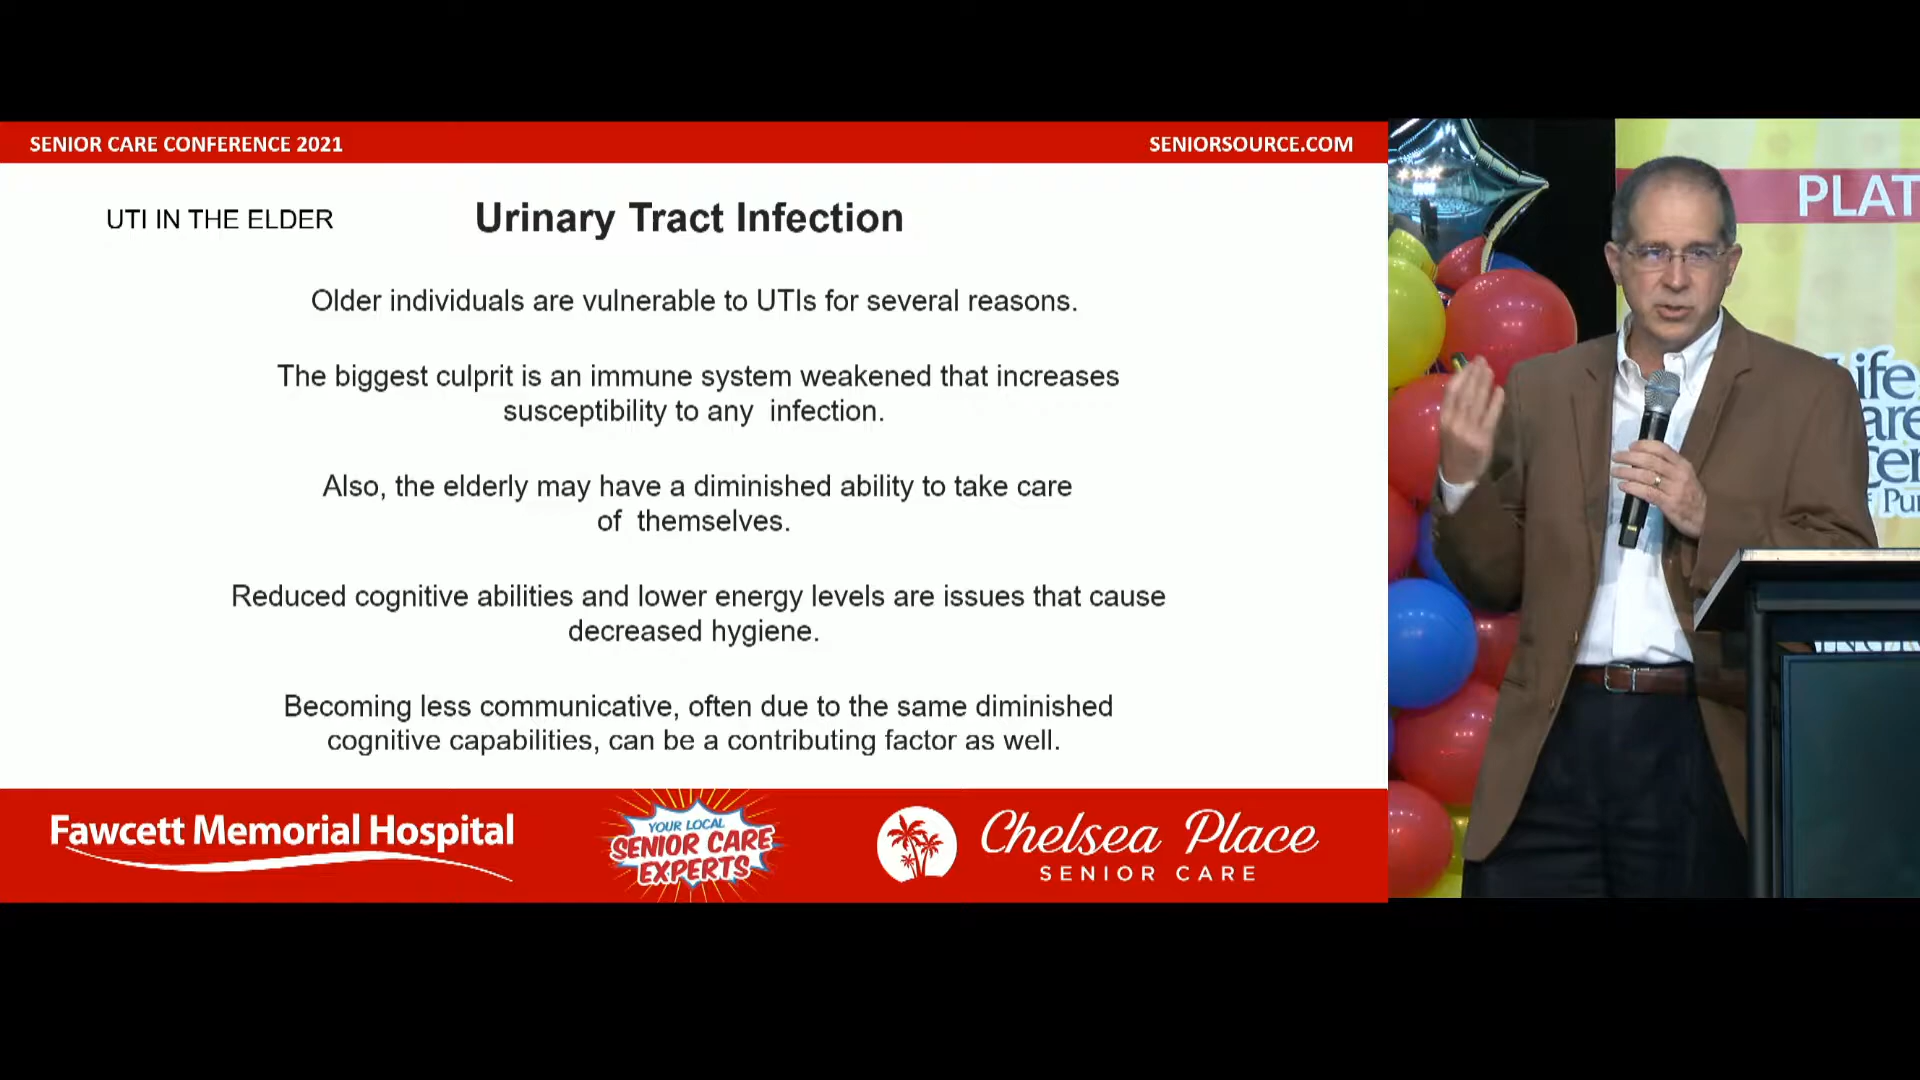 SENIOR CARE CONFERENCE 2021
SENIORSOURCE.COM
UTI IN THE ELDER
Urinary Tract Infection
Older individuals are vulnerable to UTIs for several reasons.
The biggest culprit is an immune system weakened that increases
susceptibility to any infection.
Also, the elderly may have a diminished ability to take care
of themselves.
Reduced cognitive abilities and lower energy levels are issues that cause
decreased hygiene.
Becoming less communicative, often due to the same diminished
cognitive capabilities, can be a contributing factor as well.
Fawcett Memorial Hospital
YOUR LOCAL
SENIOR CARE
EXPERTS
Chelsea Place
SENIOR CARE
PLAT
ife
are
Cen
Pun